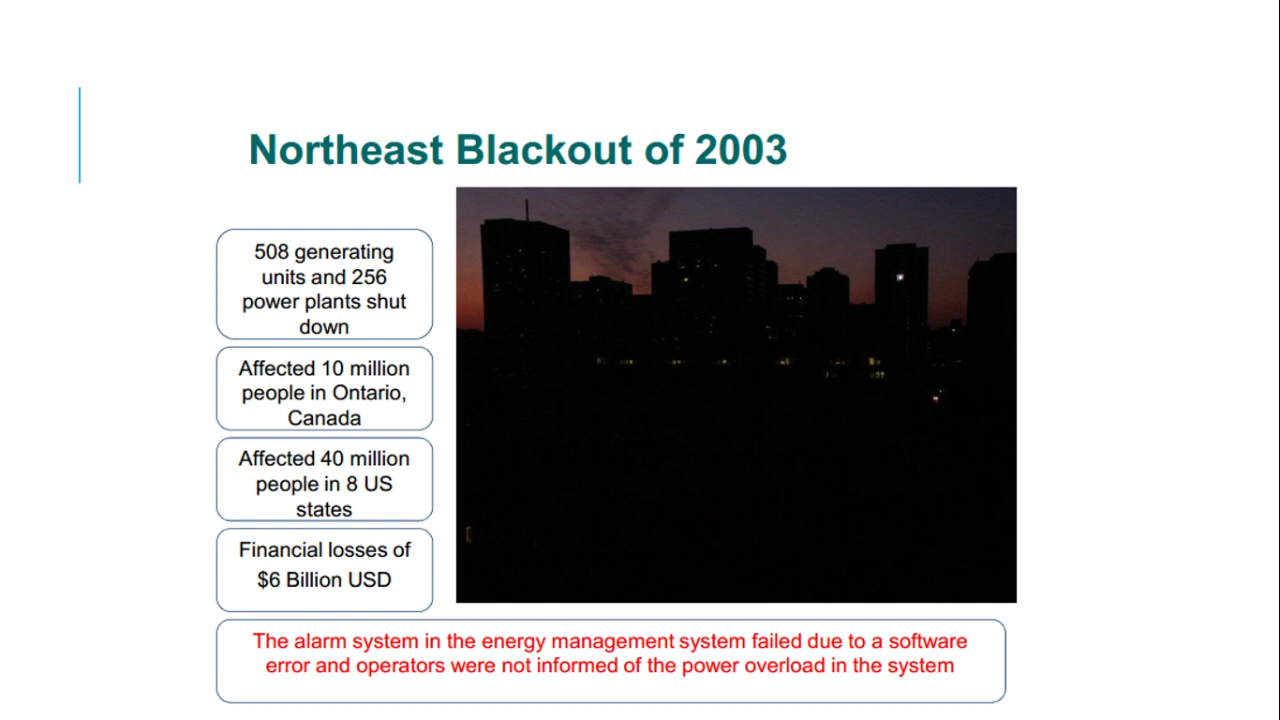 Northeast Blackout of 2003
508 generating
units and 256
power plants shut
down
Affected 10 million
people in Ontario,
Canada
Affected 40 million
people in 8 US
states
Financial losses of
$6 Billion USD
The alarm system in the energy management system failed due to a software
error and operators were not informed of the power overload in the system